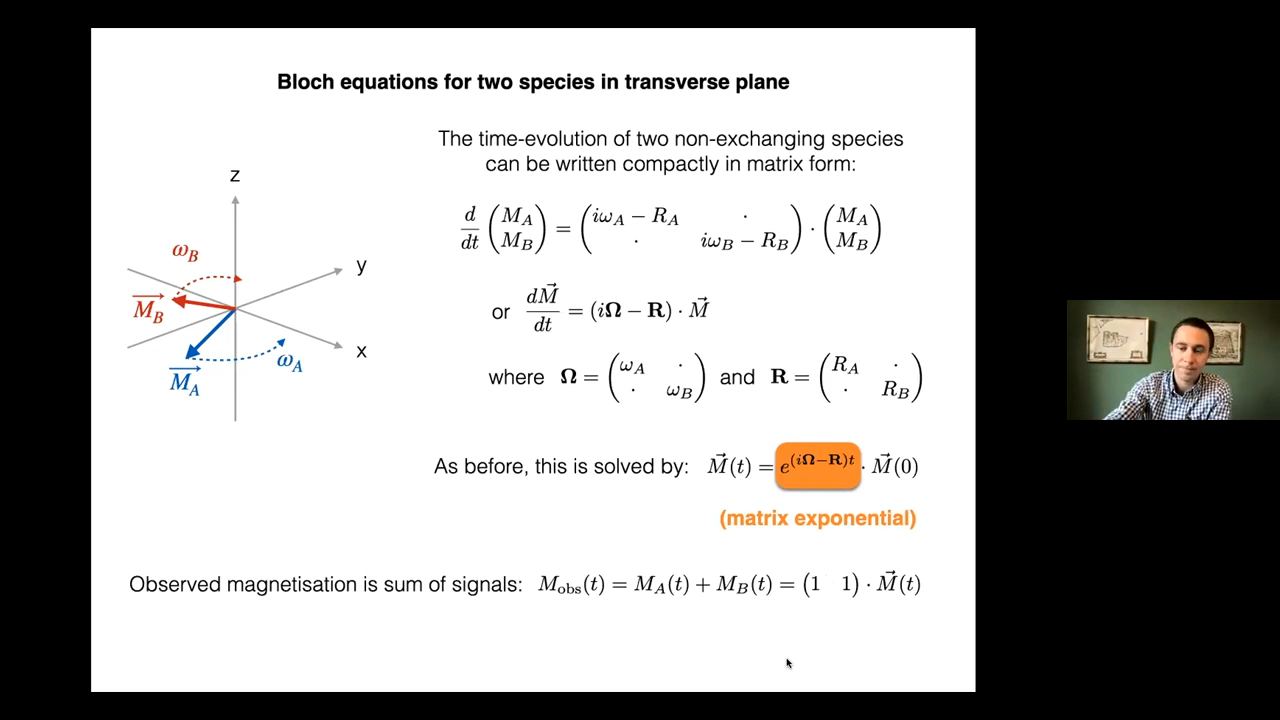 Bloch equations for two species in transverse plane
The time-evolution of two non-exchanging species
can be written compactly in matrix form:
z
y
x
ω_B
M_B
M_A
ω_A
d/dt (M_A M_B) = (iω_A − R_A · · iω_B − R_B) · (M_A M_B)
or dM⃗/dt = (iΩ − R) · M⃗
where Ω = (ω_A · · ω_B) and R = (R_A · · R_B)
As before, this is solved by: M⃗(t) = e^{(iΩ−R)t} · M⃗(0)
(matrix exponential)
Observed magnetisation is sum of signals: M_obs(t) = M_A(t) + M_B(t) = (1 1) · M⃗(t)